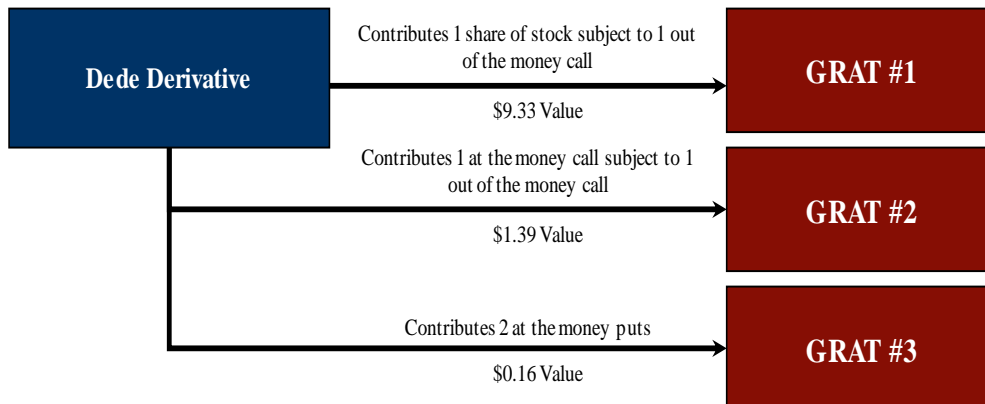 Dede Derivative
Contributes 1 share of stock subject to 1 out
of the money call
$9.33 Value
GRAT #1
Contributes 1 at the money call subject to 1
out of the money call
$1.39 Value
GRAT #2
Contributes 2 at the money puts
$0.16 Value
GRAT #3